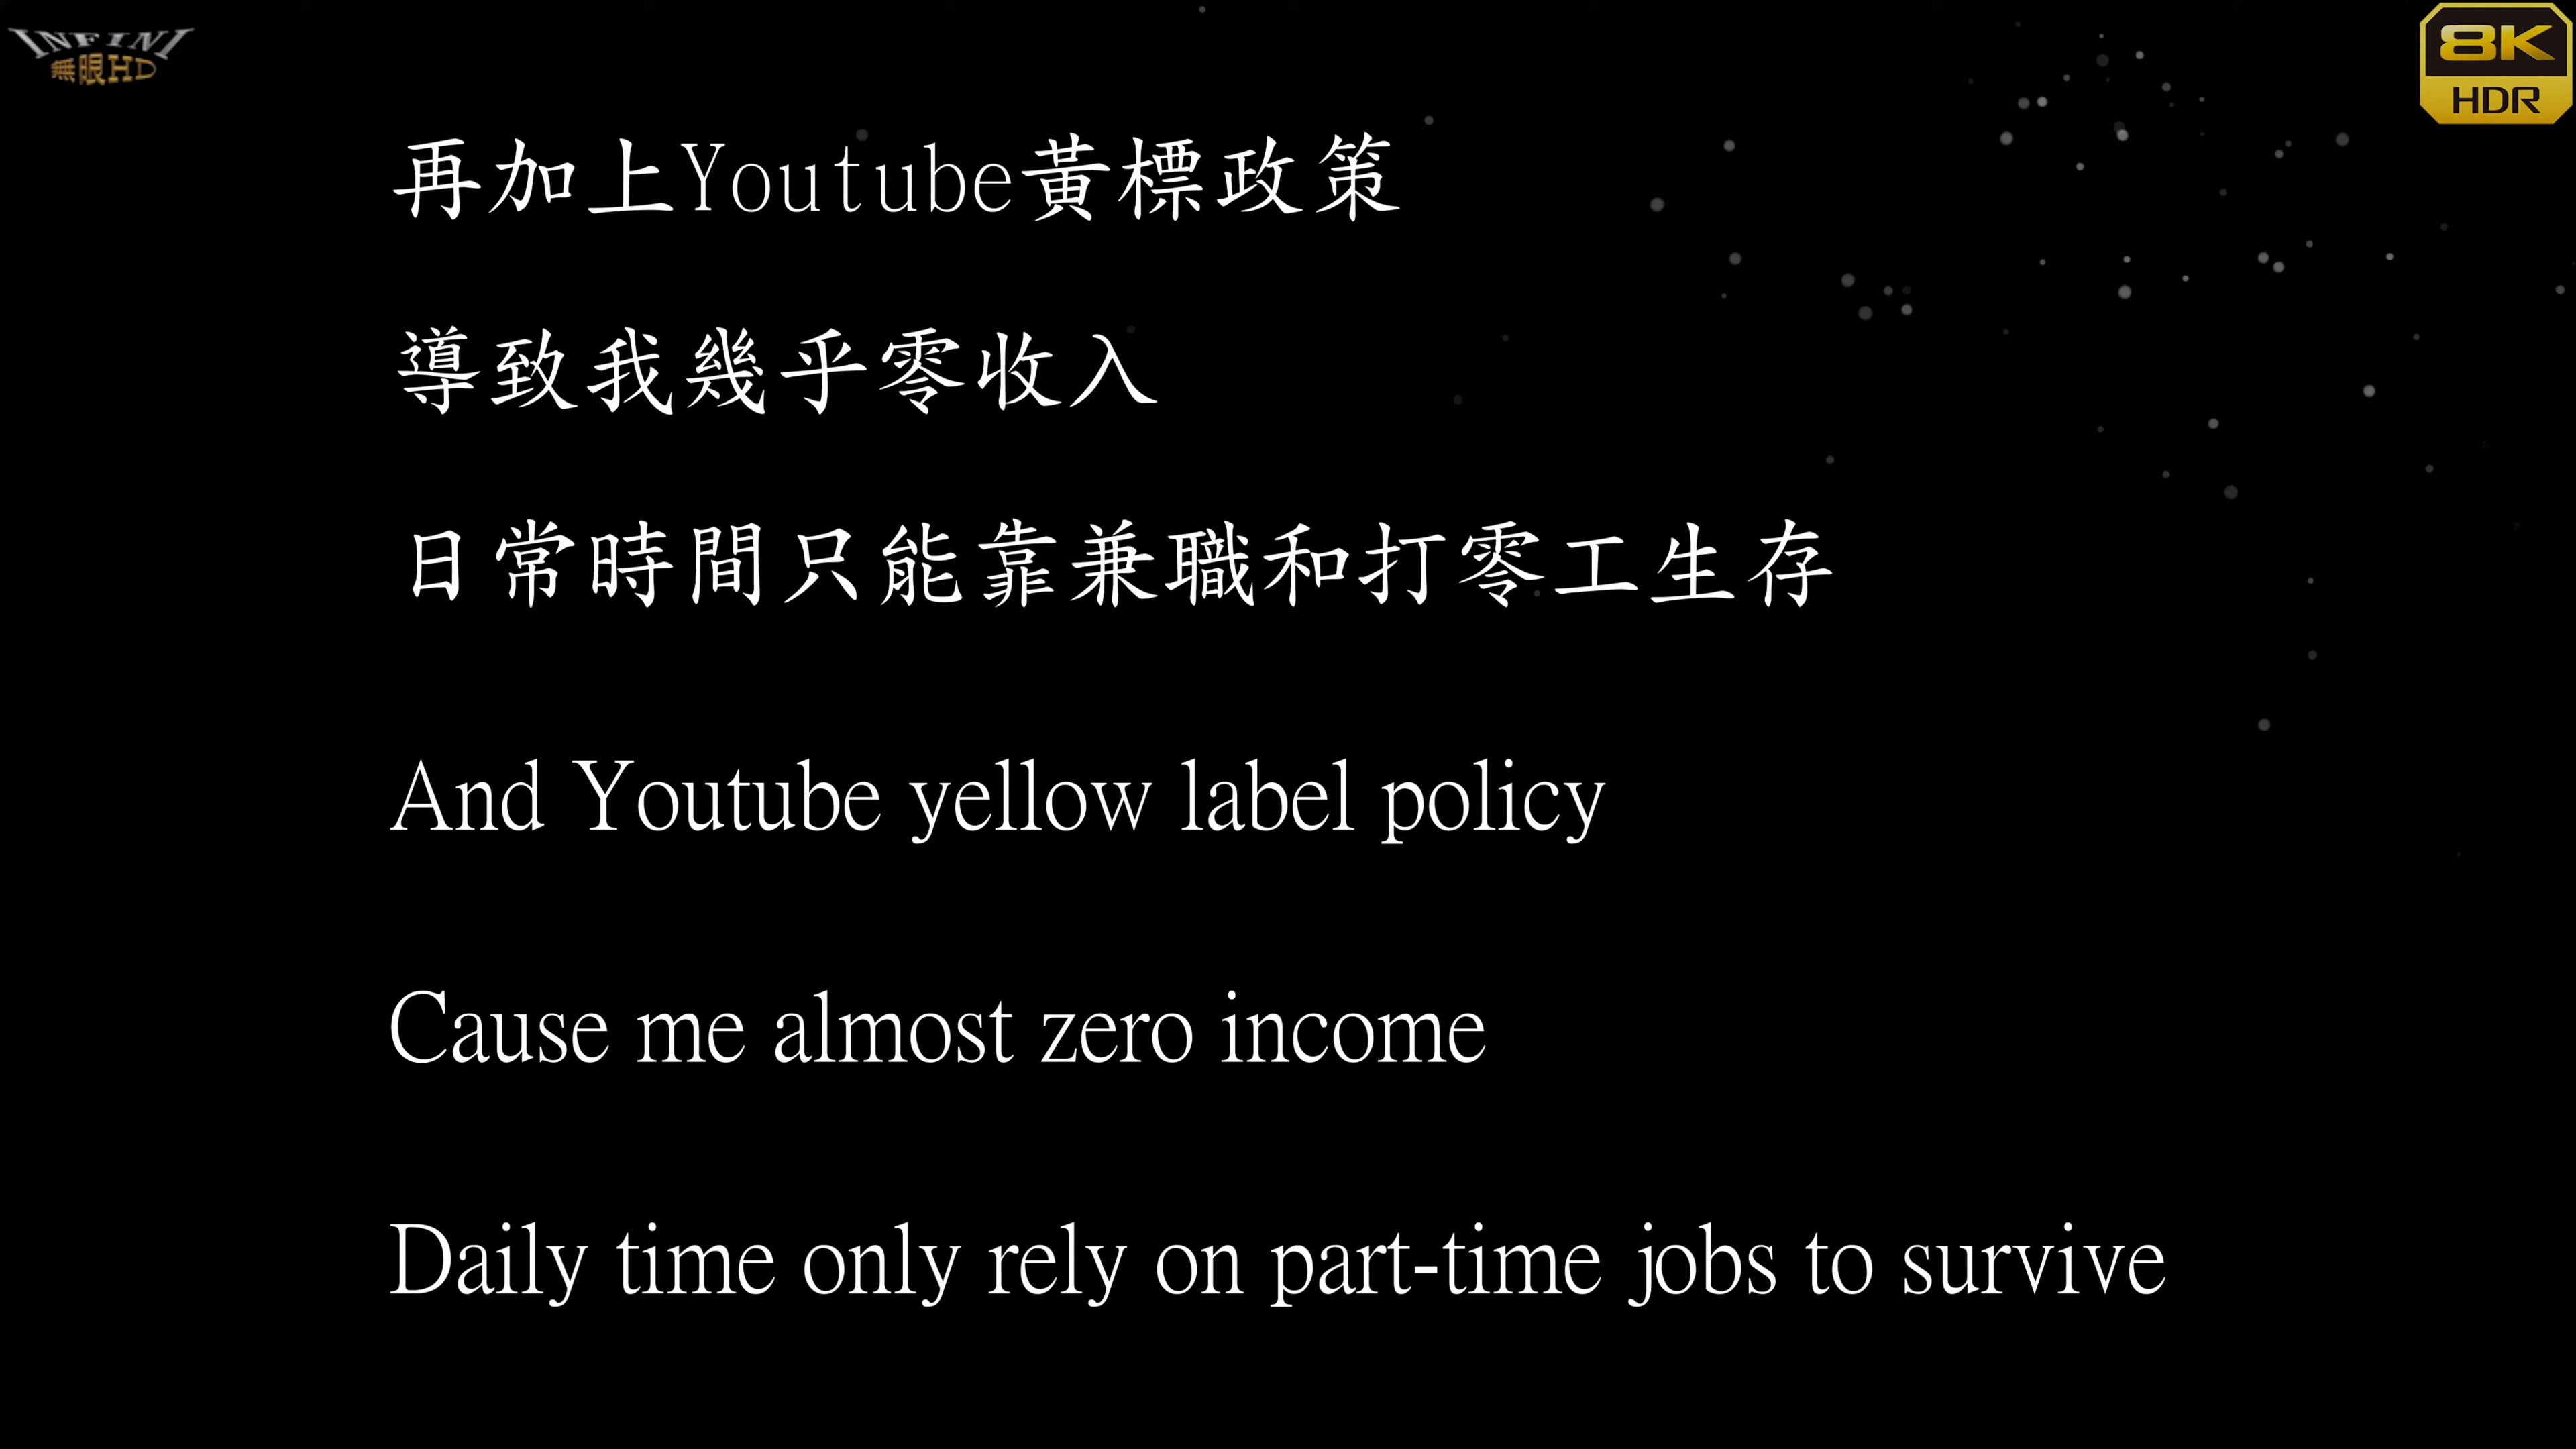 INFINI
無限HD
8K
HDR
再加上Youtube黃標政策
導致我幾乎零收入
日常時間只能靠兼職和打零工生存
And Youtube yellow label policy
Cause me almost zero income
Daily time only rely on part-time jobs to survive